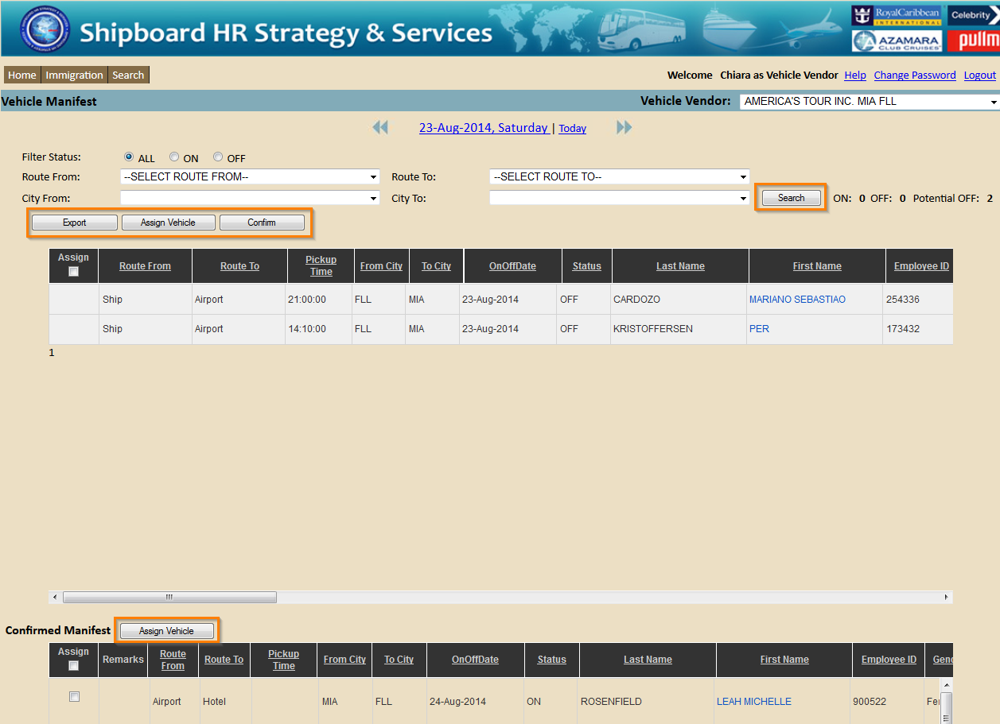 Shipboard HR Strategy & Services
RoyalCaribbean
INTERNATIONAL
Celebrity
AZAMARA
CLUB CRUISES
pullm
Home Immigration Search
Welcome Chiara as Vehicle Vendor Help Change Password Logout
Vehicle Manifest
Vehicle Vendor: AMERICA'S TOUR INC. MIA FLL
23-Aug-2014, Saturday | Today
Filter Status: ALL ON OFF
Route From: --SELECT ROUTE FROM-- Route To: --SELECT ROUTE TO--
City From: City To: Search ON: 0 OFF: 0 Potential OFF: 2
Export Assign Vehicle Confirm
Assign Route From Route To Pickup Time From City To City OnOffDate Status Last Name First Name Employee ID
Ship Airport 21:00:00 FLL MIA 23-Aug-2014 OFF CARDOZO MARIANO SEBASTIAO 254336
Ship Airport 14:10:00 FLL MIA 23-Aug-2014 OFF KRISTOFFERSEN PER 173432
1
Confirmed Manifest Assign Vehicle
Assign Remarks Route From Route To Pickup Time From City To City OnOffDate Status Last Name First Name Employee ID Gend
Airport Hotel MIA FLL 24-Aug-2014 ON ROSENFIELD LEAH MICHELLE 900522 Fe